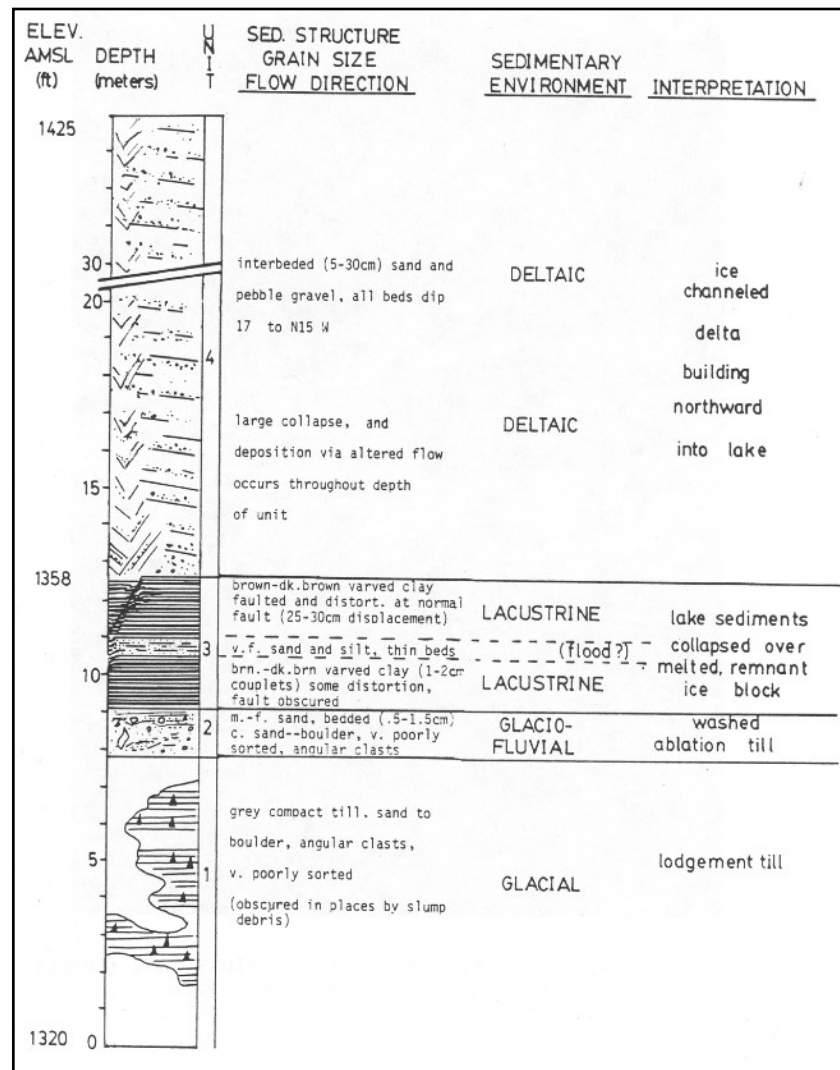 ELEV.
AMSL
(ft)
DEPTH
(meters)
UNIT
SED. STRUCTURE
GRAIN SIZE
FLOW DIRECTION
SEDIMENTARY
ENVIRONMENT
INTERPRETATION
1425
30
20
15
1358
10
5
1320 0
4
interbeded (5-30cm) sand and
pebble gravel, all beds dip
17 to N15 W
DELTAIC
ice
channeled
delta
building
northward
into lake
large collapse, and
deposition via altered flow
occurs throughout depth
of unit
DELTAIC
3
brown-dk.brown varved clay
faulted and distort. at normal
fault (25-30cm displacement)
LACUSTRINE
v.f. sand and silt, thin beds
(flood?)
brn.-dk.brn varved clay (1-2cm
couplets) some distortion,
fault obscured
LACUSTRINE
lake sediments
collapsed over
melted, remnant
ice block
2
m.-f. sand, bedded (.5-1.5cm)
c. sand--boulder, v. poorly
sorted, angular clasts
GLACIO-
FLUVIAL
washed
ablation till
1
grey compact till. sand to
boulder, angular clasts,
v. poorly sorted
(obscured in places by slump
debris)
GLACIAL
lodgement till